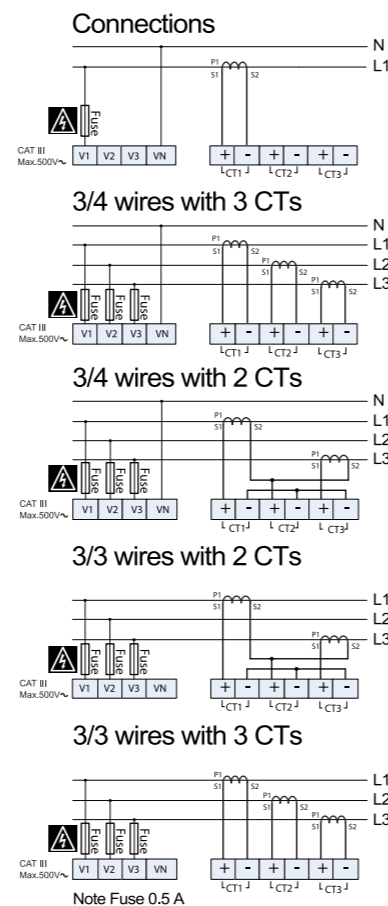 Connections
N
P1 L1
S1 S2
Fuse
CAT III
Max.500V~ V1 V2 V3 VN + - + - + -
CT1 CT2 CT3
3/4 wires with 3 CTs
N
P1 L1
S1 S2 P1 L2
S1 S2 P1 L3
S1 S2
Fuse Fuse Fuse
CAT III
Max.500V~ V1 V2 V3 VN + - + - + -
CT1 CT2 CT3
3/4 wires with 2 CTs
N
P1 L1
S1 S2 L2
P1 L3
S1 S2
Fuse Fuse Fuse
CAT III
Max.500V~ V1 V2 V3 VN + - + - + -
CT1 CT2 CT3
3/3 wires with 2 CTs
P1 L1
S1 S2 L2
P1 L3
S1 S2
Fuse Fuse Fuse
CAT III
Max.500V~ V1 V2 V3 VN + - + - + -
CT1 CT2 CT3
3/3 wires with 3 CTs
P1 L1
S1 S2 P1 L2
S1 S2 P1 L3
S1 S2
Fuse Fuse Fuse
CAT III
Max.500V~ V1 V2 V3 VN + - + - + -
CT1 CT2 CT3
Note Fuse 0.5 A